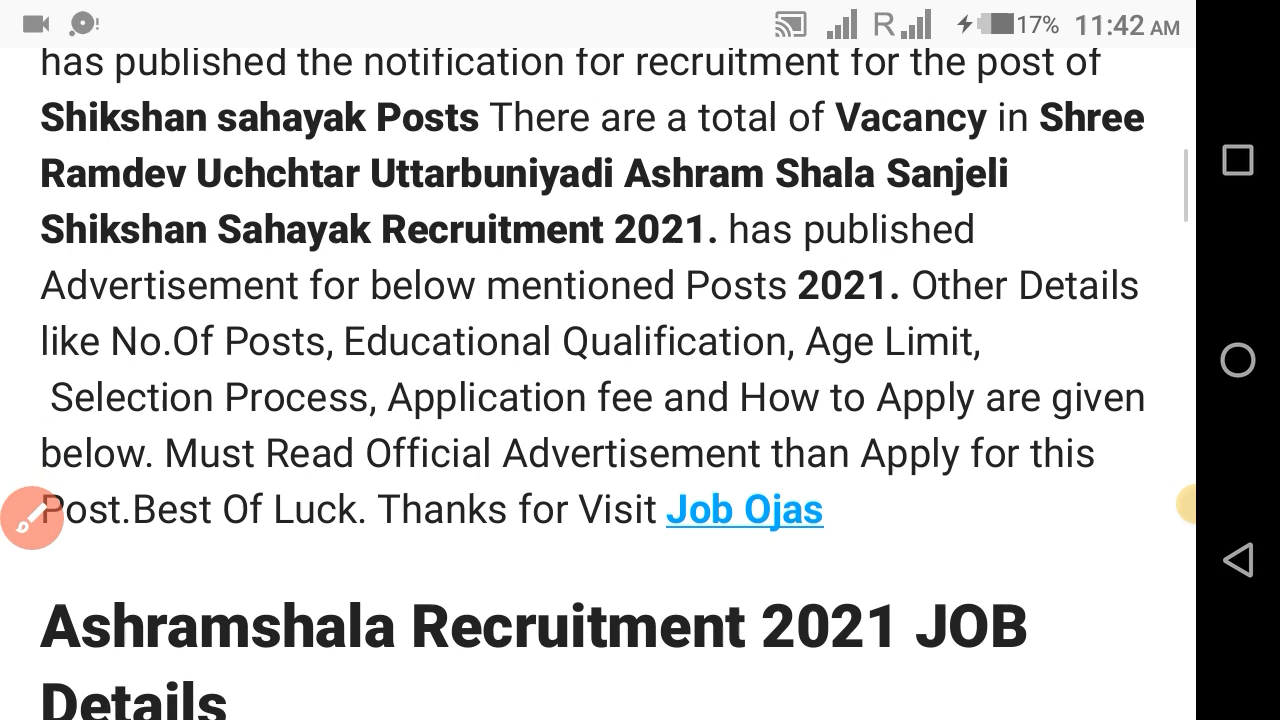 R 17% 11:42 AM
has published the notification for recruitment for the post of
Shikshan sahayak Posts There are a total of Vacancy in Shree
Ramdev Uchchtar Uttarbuniyadi Ashram Shala Sanjeli
Shikshan Sahayak Recruitment 2021. has published
Advertisement for below mentioned Posts 2021. Other Details
like No.Of Posts, Educational Qualification, Age Limit,
Selection Process, Application fee and How to Apply are given
below. Must Read Official Advertisement than Apply for this
Post.Best Of Luck. Thanks for Visit Job Ojas
Ashramshala Recruitment 2021 JOB
Details